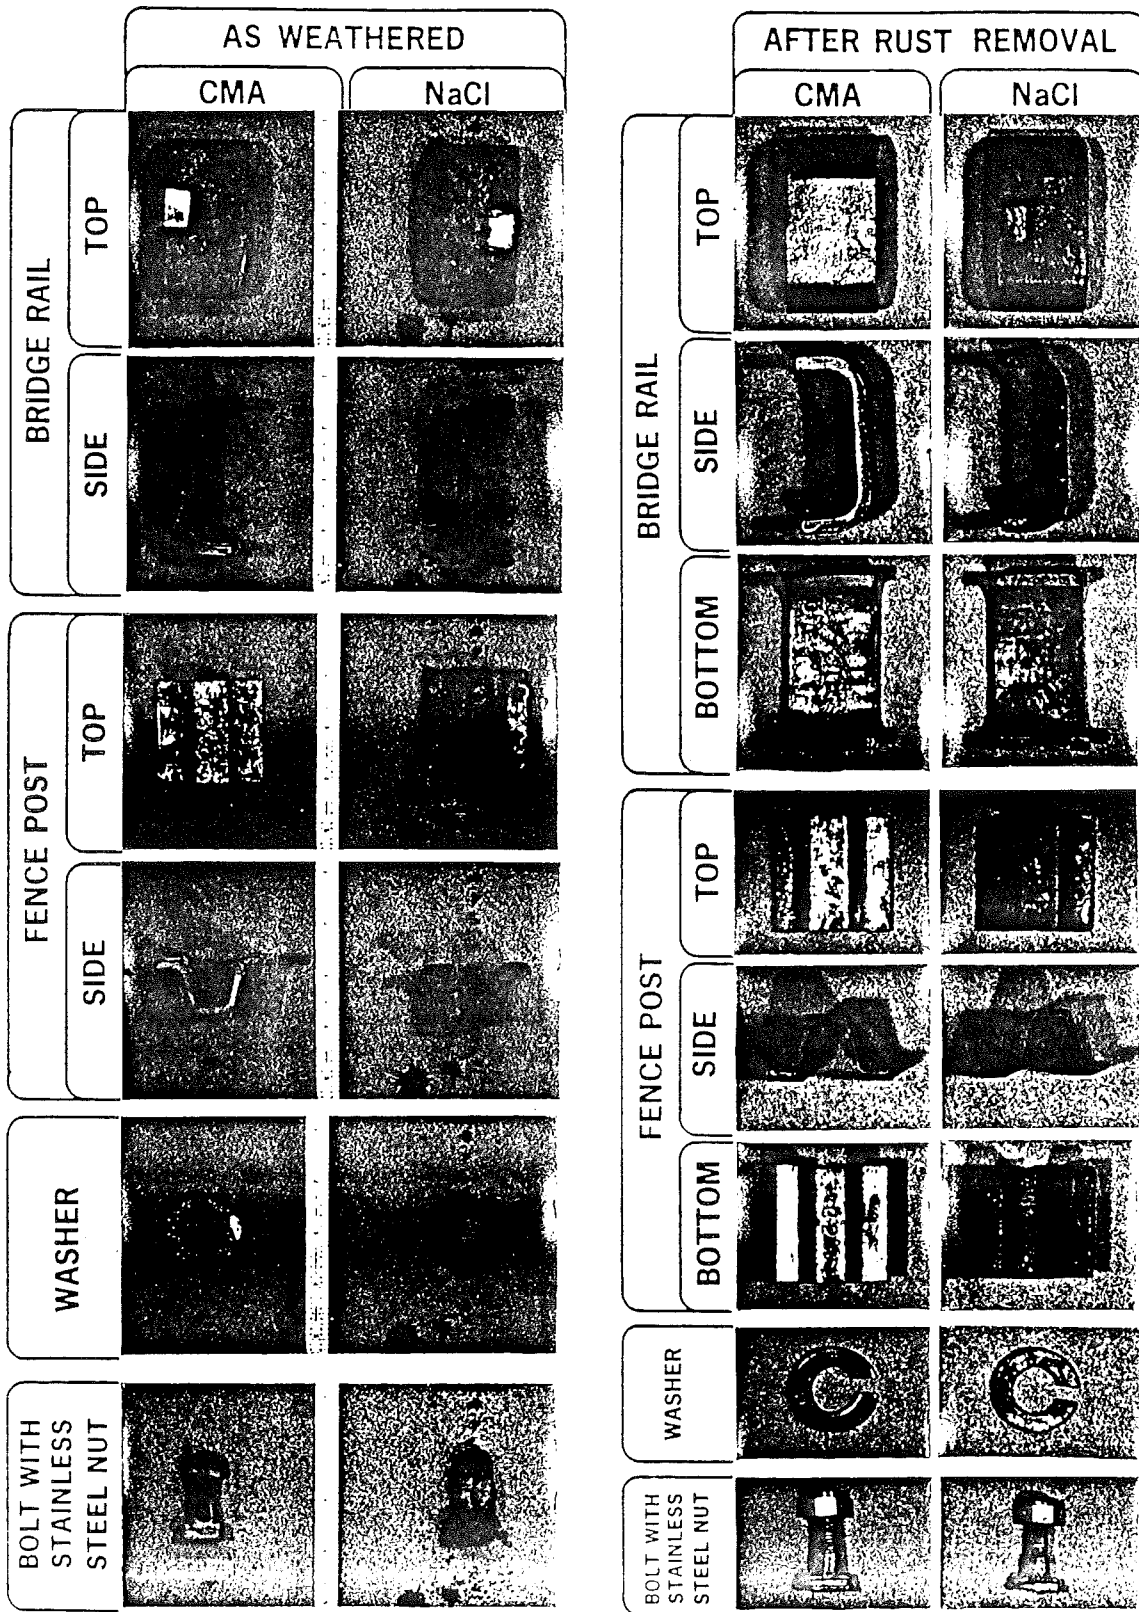 AS WEATHERED
CMA
NaCl
BRIDGE RAIL
TOP
SIDE
FENCE POST
TOP
SIDE
WASHER
BOLT WITH
STAINLESS
STEEL NUT
AFTER RUST REMOVAL
CMA
NaCl
BRIDGE RAIL
TOP
SIDE
BOTTOM
FENCE POST
TOP
SIDE
BOTTOM
WASHER
BOLT WITH
STAINLESS
STEEL NUT